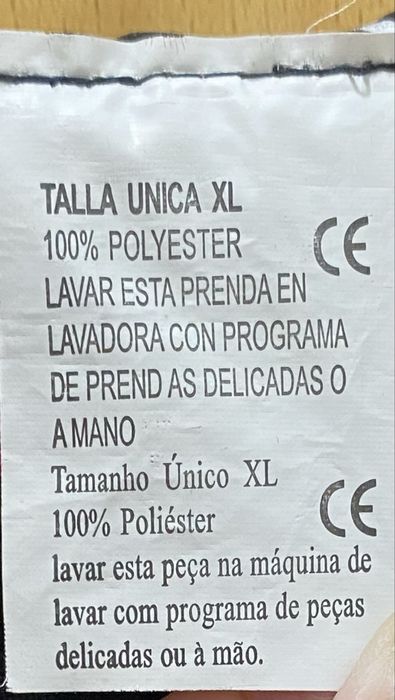 TALLA UNICA XL
100% POLYESTER CE
LAVAR ESTA PRENDA EN
LAVADORA CON PROGRAMA
DE PREND AS DELICADAS O
A MANO
Tamanho Único XL
100% Poliéster CE
lavar esta peça na máquina de
lavar com programa de peças
delicadas ou à mão.